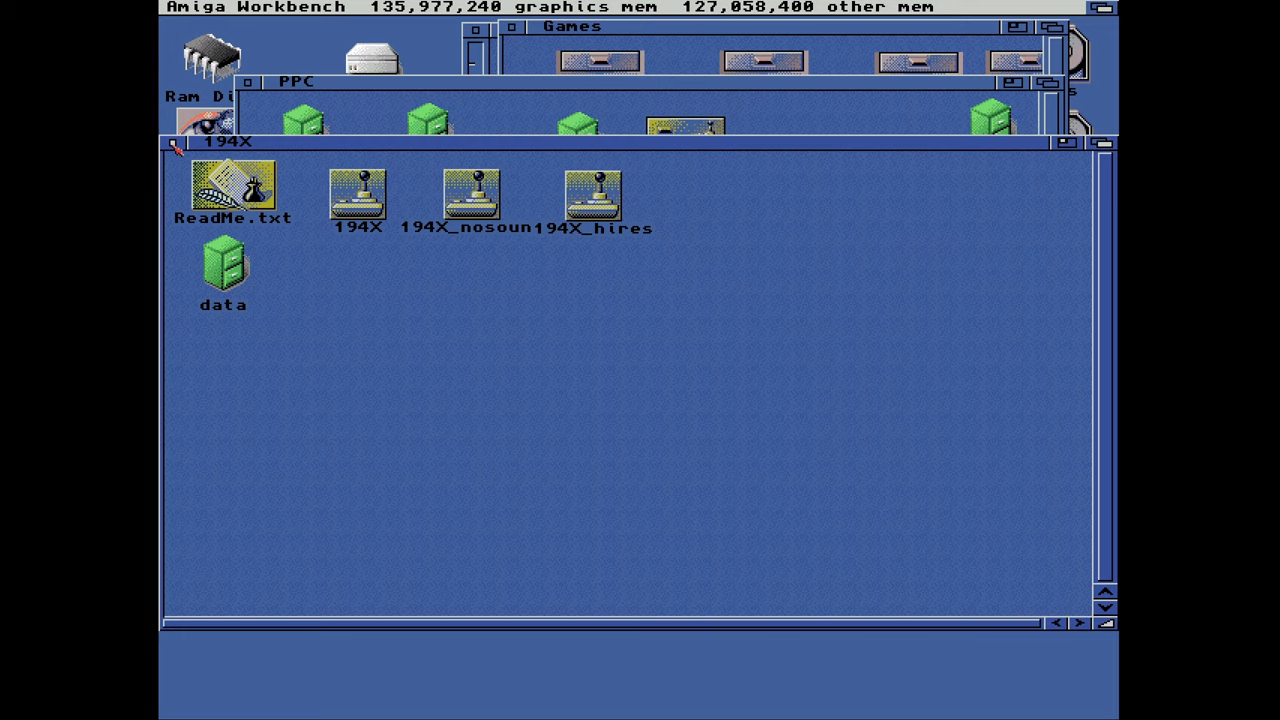 Amiga Workbench 135,977,240 graphics mem 127,058,400 other mem
Games
PPC
Ram Di
s
194X
ReadMe.txt
194X
194X_nosoun
194X_hires
data